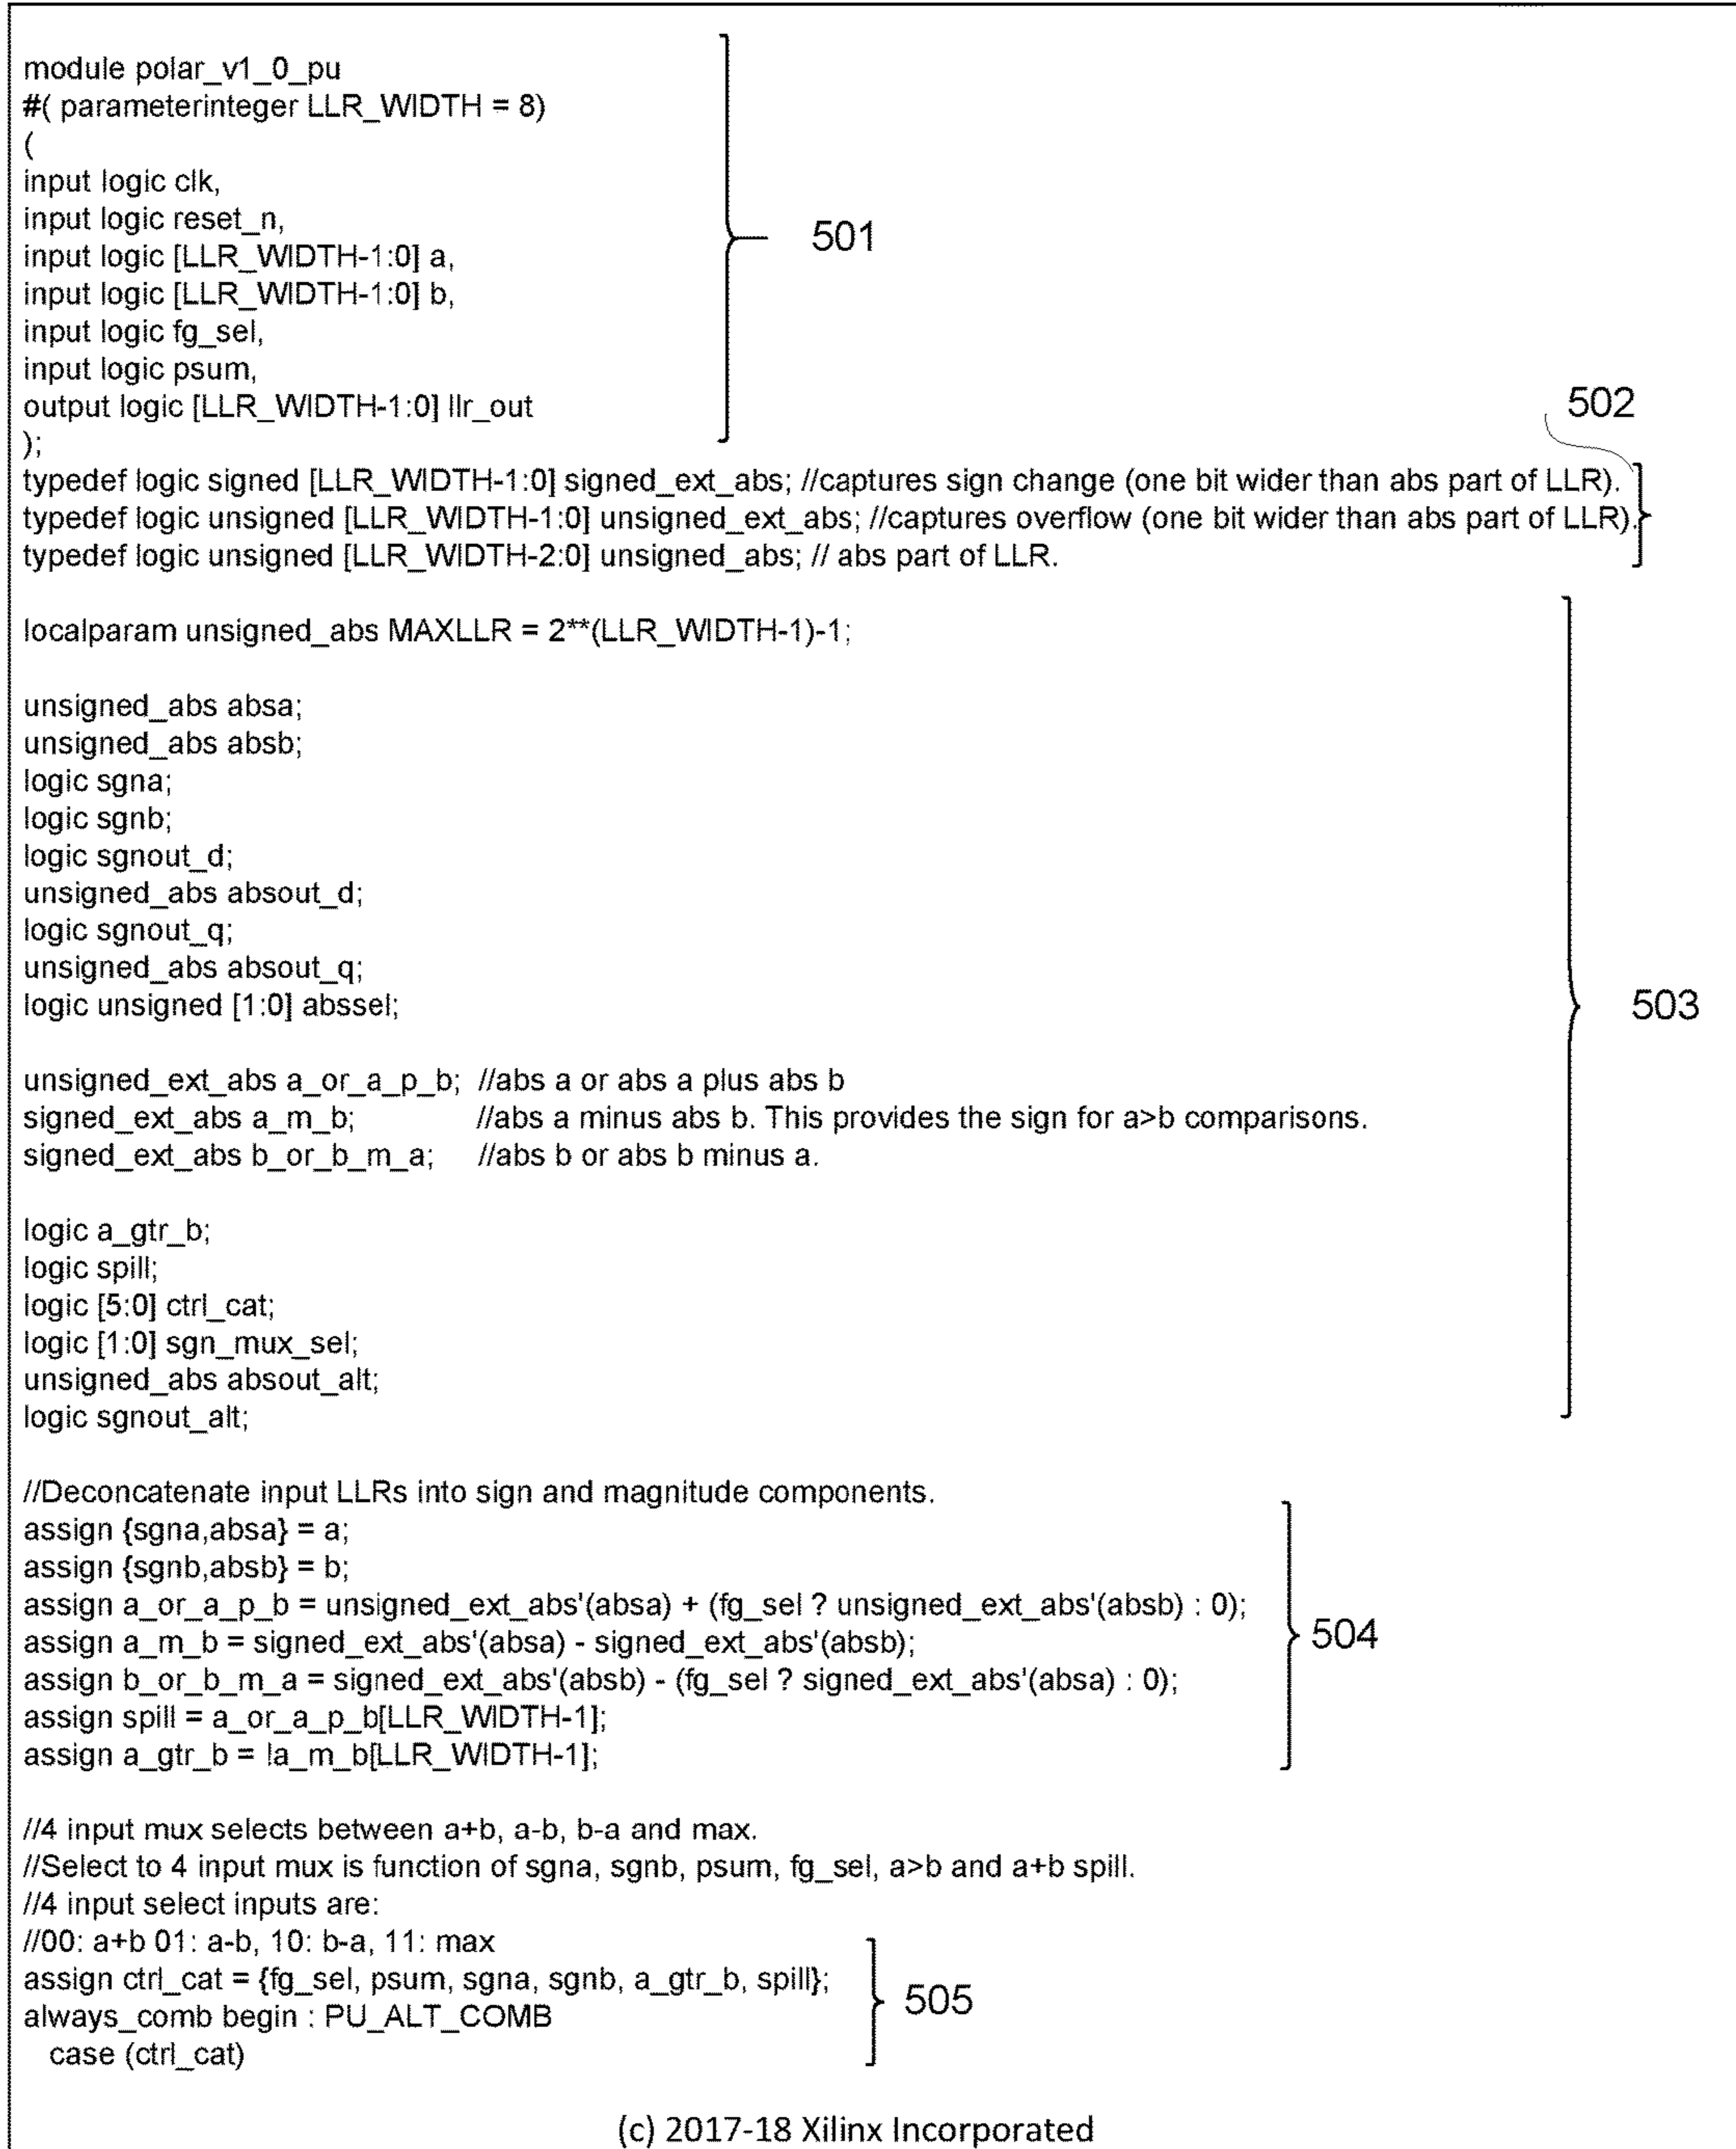 module polar_v1_0_pu
#( parameterinteger LLR_WIDTH = 8)
(
input logic clk,
input logic reset_n,
input logic [LLR_WIDTH-1:0] a,
501
input logic [LLR_WIDTH-1:0] b,
input logic fg_sel,
input logic psum,
output logic [LLR_WIDTH-1:0] llr_out
502
);
typedef logic signed [LLR_WIDTH-1:0] signed_ext_abs; //captures sign change (one bit wider than abs part of LLR).
typedef logic unsigned [LLR_WIDTH-1:0] unsigned_ext_abs; //captures overflow (one bit wider than abs part of LLR).
typedef logic unsigned [LLR_WIDTH-2:0] unsigned_abs; // abs part of LLR.
localparam unsigned_abs MAXLLR = 2**(LLR_WIDTH-1)-1;
unsigned_abs absa;
unsigned_abs absb;
logic sgna;
logic sgnb;
logic sgnout_d;
unsigned_abs absout_d;
logic sgnout_q;
unsigned_abs absout_q;
logic unsigned [1:0] abssel;
503
unsigned_ext_abs a_or_a_p_b; //abs a or abs a plus abs b
signed_ext_abs a_m_b; //abs a minus abs b. This provides the sign for a>b comparisons.
signed_ext_abs b_or_b_m_a; //abs b or abs b minus a.
logic a_gtr_b;
logic spill;
logic [5:0] ctrl_cat;
logic [1:0] sgn_mux_sel;
unsigned_abs absout_alt;
logic sgnout_alt;
//Deconcatenate input LLRs into sign and magnitude components.
assign {sgna,absa} = a;
assign {sgnb,absb} = b;
assign a_or_a_p_b = unsigned_ext_abs'(absa) + (fg_sel ? unsigned_ext_abs'(absb) : 0);
504
assign a_m_b = signed_ext_abs'(absa) - signed_ext_abs'(absb);
assign b_or_b_m_a = signed_ext_abs'(absb) - (fg_sel ? signed_ext_abs'(absa) : 0);
assign spill = a_or_a_p_b[LLR_WIDTH-1];
assign a_gtr_b = !a_m_b[LLR_WIDTH-1];
//4 input mux selects between a+b, a-b, b-a and max.
//Select to 4 input mux is function of sgna, sgnb, psum, fg_sel, a>b and a+b spill.
//4 input select inputs are:
//00: a+b 01: a-b, 10: b-a, 11: max
assign ctrl_cat = {fg_sel, psum, sgna, sgnb, a_gtr_b, spill};
505
always_comb begin : PU_ALT_COMB
case (ctrl_cat)
(c) 2017-18 Xilinx Incorporated